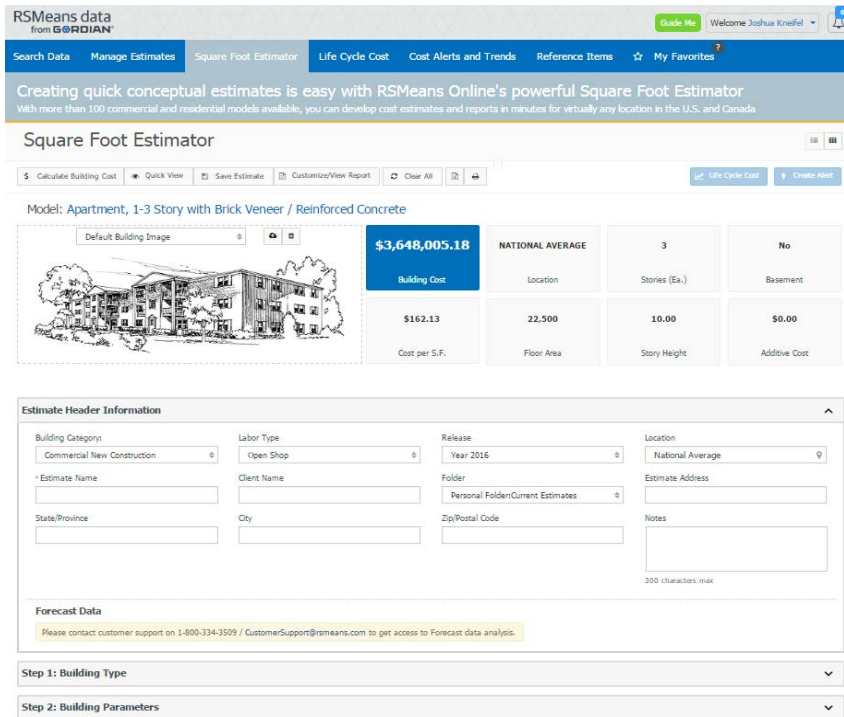 RSMeans data
from GORDIAN®
Guide Me
Welcome Joshua Kneifel
Search Data Manage Estimates Square Foot Estimator Life Cycle Cost Cost Alerts and Trends Reference Items My Favorites ?
Creating quick conceptual estimates is easy with RSMeans Online's powerful Square Foot Estimator
With more than 100 commercial and residential models available, you can develop cost estimates and reports in minutes for virtually any location in the U.S. and Canada
Square Foot Estimator
$ Calculate Building Cost Quick View Save Estimate Customize/View Report Clear All Life Cycle Cost Create Alert
Model: Apartment, 1-3 Story with Brick Veneer / Reinforced Concrete
Default Building Image
$3,648,005.18 NATIONAL AVERAGE 3 No
Building Cost Location Stories (Ea.) Basement
$162.13 22,500 10.00 $0.00
Cost per S.F. Floor Area Story Height Additive Cost
Estimate Header Information
Building Category: Labor Type Release Location
Commercial New Construction Open Shop Year 2016 National Average
* Estimate Name Client Name Folder Estimate Address
Personal Folder:Current Estimates
State/Province City Zip/Postal Code Notes
300 characters max
Forecast Data
Please contact customer support on 1-800-334-3509 / CustomerSupport@rsmeans.com to get access to Forecast data analysis.
Step 1: Building Type
Step 2: Building Parameters